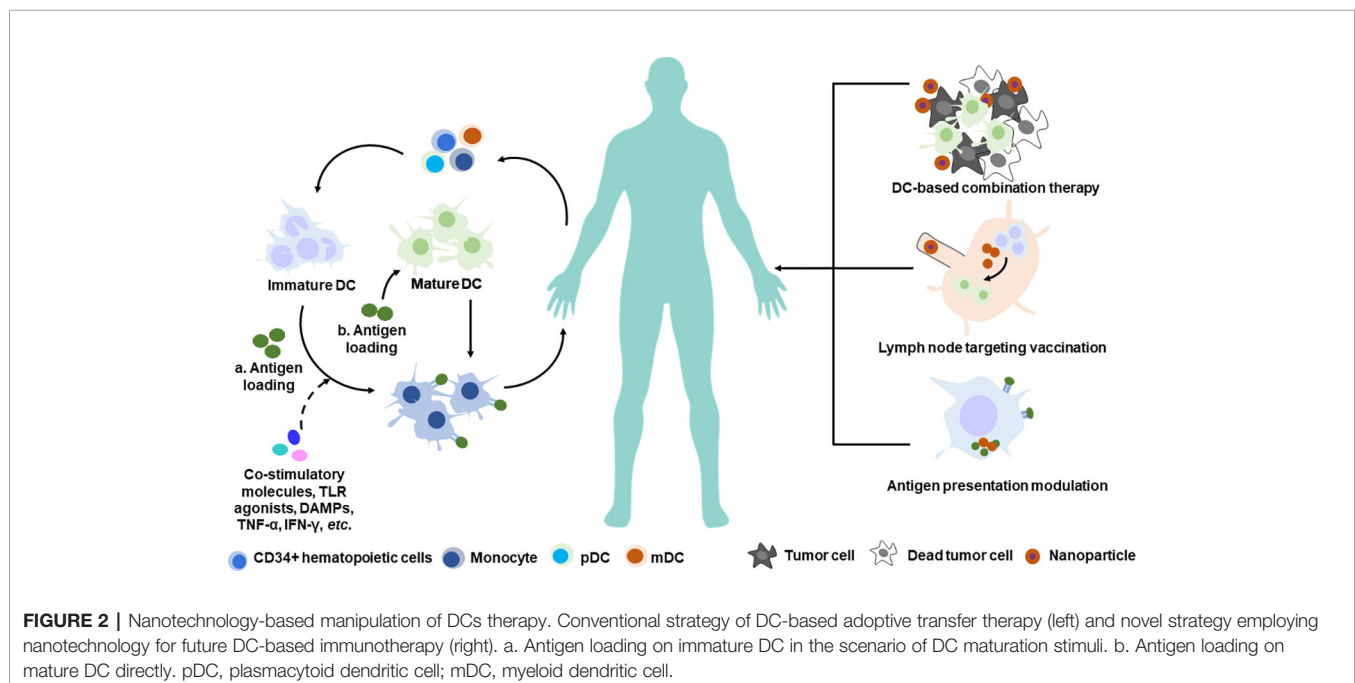 Immature DC
Mature DC
b. Antigen
loading
a. Antigen
loading
Co-stimulatory
molecules, TLR
agonists, DAMPs,
TNF-α, IFN-γ, etc.
DC-based combination therapy
Lymph node targeting vaccination
Antigen presentation modulation
CD34+ hematopoietic cells Monocyte pDC mDC Tumor cell Dead tumor cell Nanoparticle
FIGURE 2 | Nanotechnology-based manipulation of DCs therapy. Conventional strategy of DC-based adoptive transfer therapy (left) and novel strategy employing
nanotechnology for future DC-based immunotherapy (right). a. Antigen loading on immature DC in the scenario of DC maturation stimuli. b. Antigen loading on
mature DC directly. pDC, plasmacytoid dendritic cell; mDC, myeloid dendritic cell.